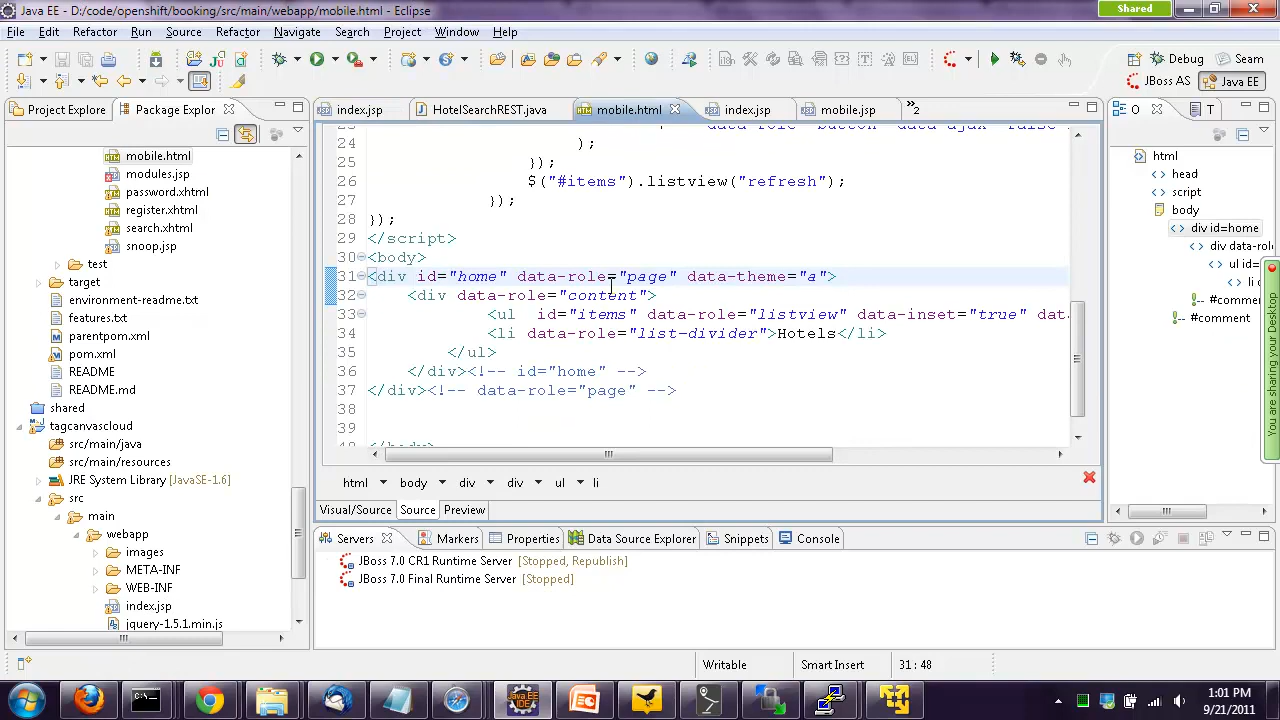 Java EE - D:/code/openshift/booking/src/main/webapp/mobile.html - Eclipse
Shared
File Edit Refactor Run Source Refactor Navigate Search Project Window Help
Debug Seam
JBoss AS Java EE
Project Explore Package Explor
index.jsp HotelSearchREST.java mobile.html index.jsp mobile.jsp »2
O T
mobile.html
modules.jsp
password.xhtml
register.xhtml
search.xhtml
snoop.jsp
test
target
environment-readme.txt
features.txt
parentpom.xml
pom.xml
README
README.md
shared
tagcanvascloud
src/main/java
src/main/resources
JRE System Library [JavaSE-1.6]
src
main
webapp
images
META-INF
WEB-INF
index.jsp
jquery-1.5.1.min.js
24 );
25 });
26 $("#items").listview("refresh");
27 });
28 });
29 </script>
30 <body>
31 <div id="home" data-role="page" data-theme="a">
32 <div data-role="content">
33 <ul id="items" data-role="listview" data-inset="true" dat
34 <li data-role="list-divider">Hotels</li>
35 </ul>
36 </div><!-- id="home" -->
37 </div><!-- data-role="page" -->
38
39
</body>
html body div div ul li
Visual/Source Source Preview
html
head
script
body
div id=home
div data-ro
ul id=
li d
#comme
#comment
You are sharing your Desktop
Servers Markers Properties Data Source Explorer Snippets Console
JBoss 7.0 CR1 Runtime Server [Stopped, Republish]
JBoss 7.0 Final Runtime Server [Stopped]
Writable Smart Insert 31 : 48
Java EE IDE
1:01 PM
9/21/2011